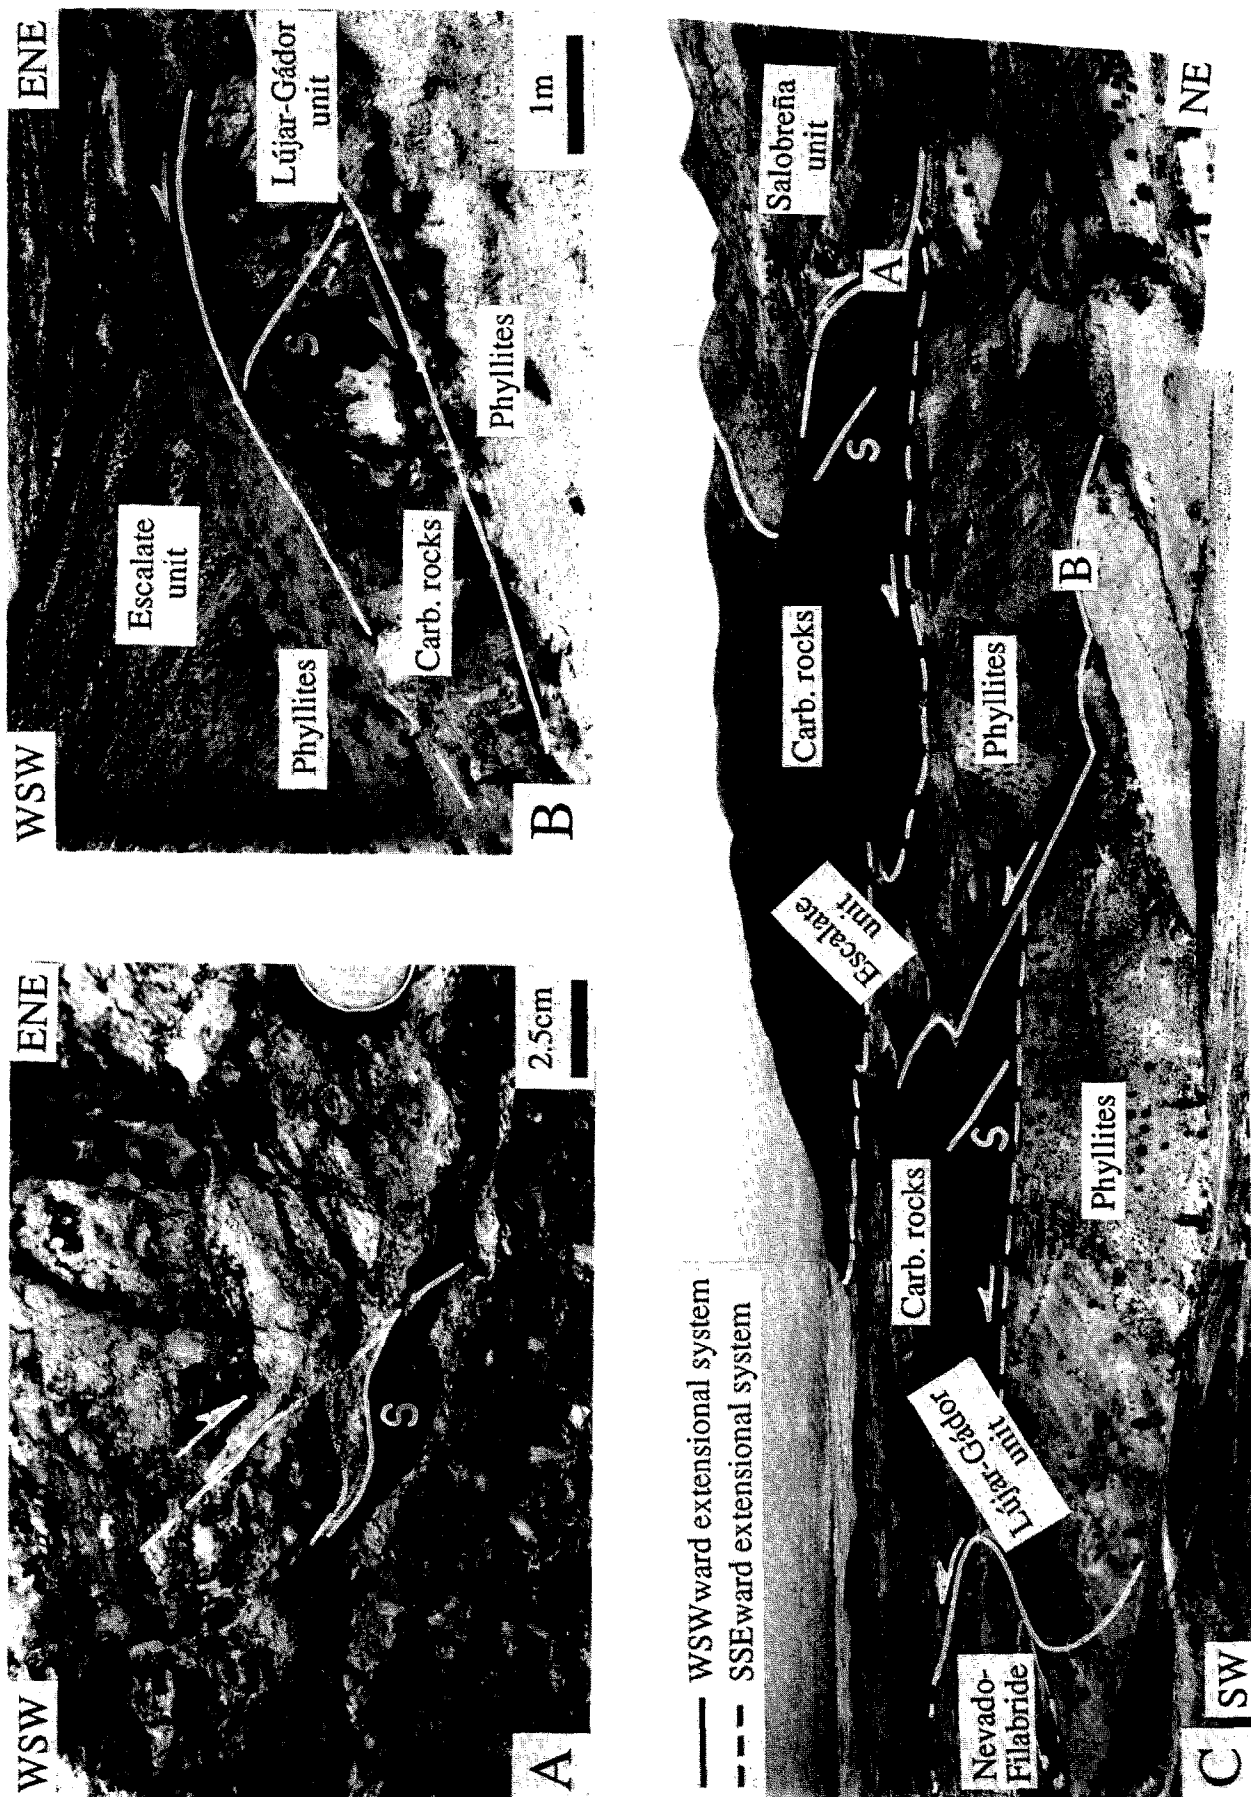 WSW
ENE
2.5cm
S
A
WSW
ENE
Escalate
unit
Lújar-Gádor
unit
Phyllites
S
Carb. rocks
Phyllites
1m
B
WSWward extensional system
SSEward extensional system
Salobreña
unit
Carb. rocks
A
S
Escalate
unit
Carb. rocks
Phyllites
B
S
Lújar-Gádor
unit
Nevado-
Filabride
Phyllites
C
SW
NE